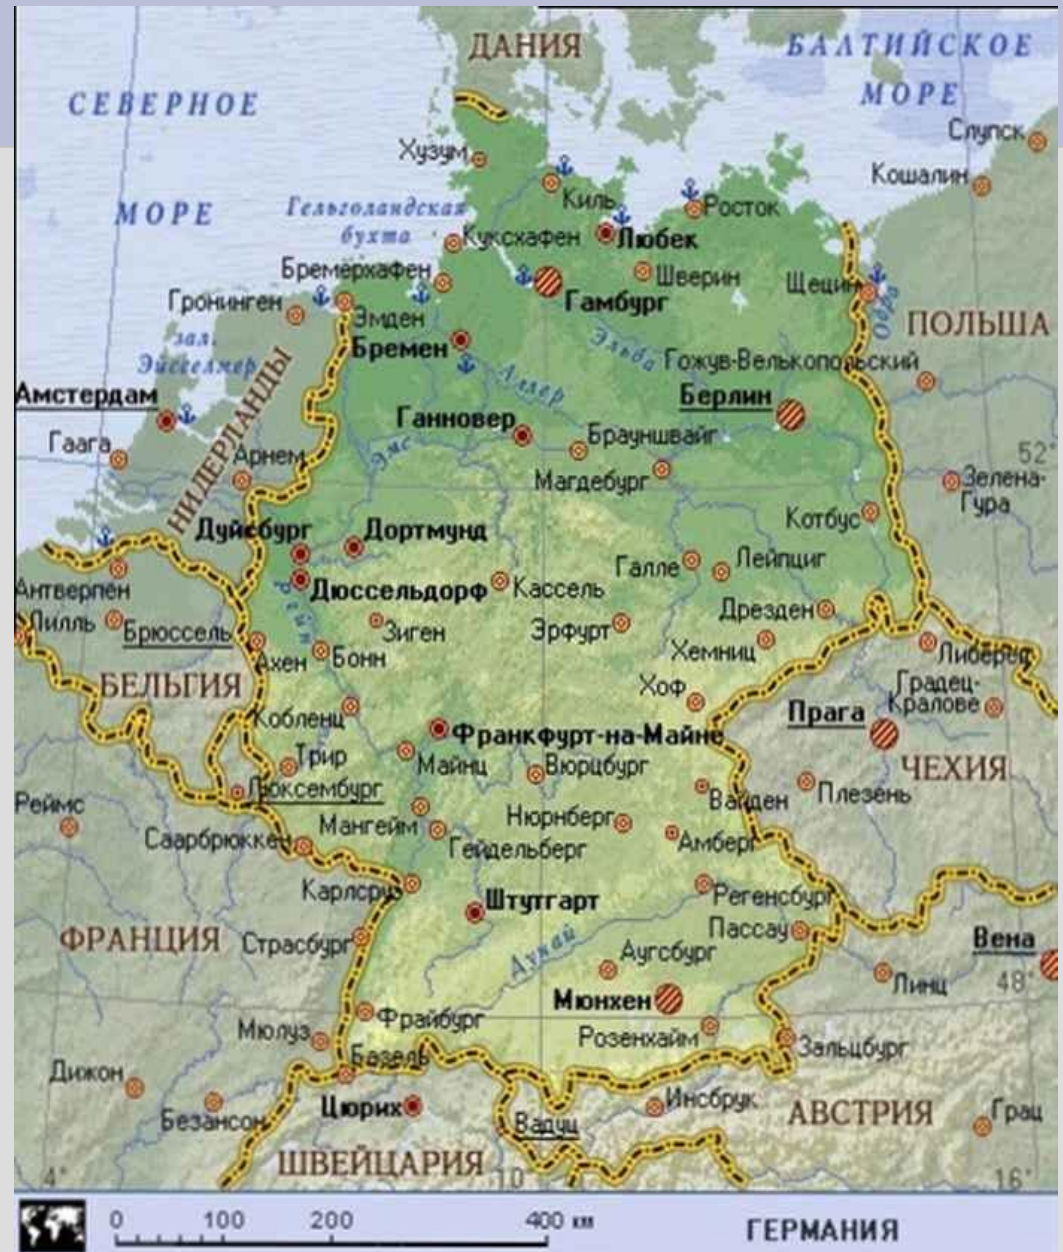 ДАНИЯ
БАЛТИЙСКОЕ
МОРЕ
СЕВЕРНОЕ
МОРЕ
Слупск
Хузум
Кошалин
Киль
Гельголандская
бухта
Росток
Куксхафен
Любек
Бремерхафен
Шверин
Щецин
Гронинген
Эмден
Гамбург
Одра
ПОЛЬША
зал.
Эйсселмер
Бремен
Эльба
Гожув-Велькопольский
Аллер
НИДЕРЛАНДЫ
Амстердам
Берлин
Ганновер
Гаага
Брауншвайг
Эмс
Арнем
52°
Магдебург
Зелена-
Гура
Котбус
Дуйсбург
Дортмунд
Галле
Лейпциг
Антверпен
Дюссельдорф
Кассель
Рейн
Дрезден
Лилль
Брюссель
Зиген
Эрфурт
Хемниц
Либерец
Ахен
Бонн
БЕЛЬГИЯ
Хоф
Градец-
Кралове
Кобленц
Прага
Франкфурт-на-Майне
Трир
Майнц
Вюрцбург
ЧЕХИЯ
Люксембург
Вайден
Плезень
Реймс
Мангейм
Нюрнберг
Саарбрюккен
Гейдельберг
Амберг
Карлсруэ
Штутгарт
Регенсбург
Пассау
ФРАНЦИЯ
Страсбург
Дунай
Аугсбург
Вена
Линц
48°
Мюнхен
Фрайбург
Мюлуз
Розенхайм
Зальцбург
Базель
Дижон
Безансон
Цюрих
Инсбрук
АВСТРИЯ
Грац
Вадуц
ШВЕЙЦАРИЯ
4°
10
16°
0 100 200 400 км
ГЕРМАНИЯ